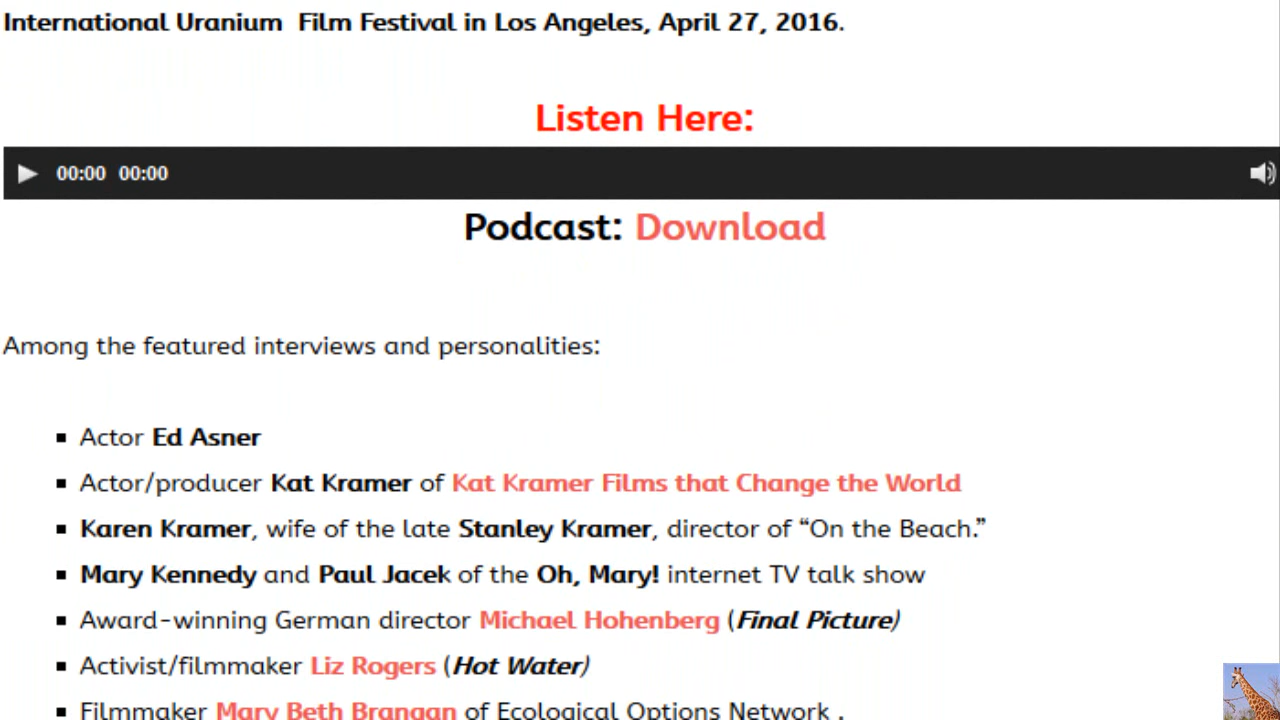 International Uranium  Film Festival in Los Angeles, April 27, 2016.
Listen Here:
00:00 00:00
Podcast: Download
Among the featured interviews and personalities:
▪ Actor Ed Asner
▪ Actor/producer Kat Kramer of Kat Kramer Films that Change the World
▪ Karen Kramer, wife of the late Stanley Kramer, director of “On the Beach.”
▪ Mary Kennedy and Paul Jacek of the Oh, Mary! internet TV talk show
▪ Award-winning German director Michael Hohenberg (Final Picture)
▪ Activist/filmmaker Liz Rogers (Hot Water)
▪ Filmmaker Mary Beth Brangan of Ecological Options Network .